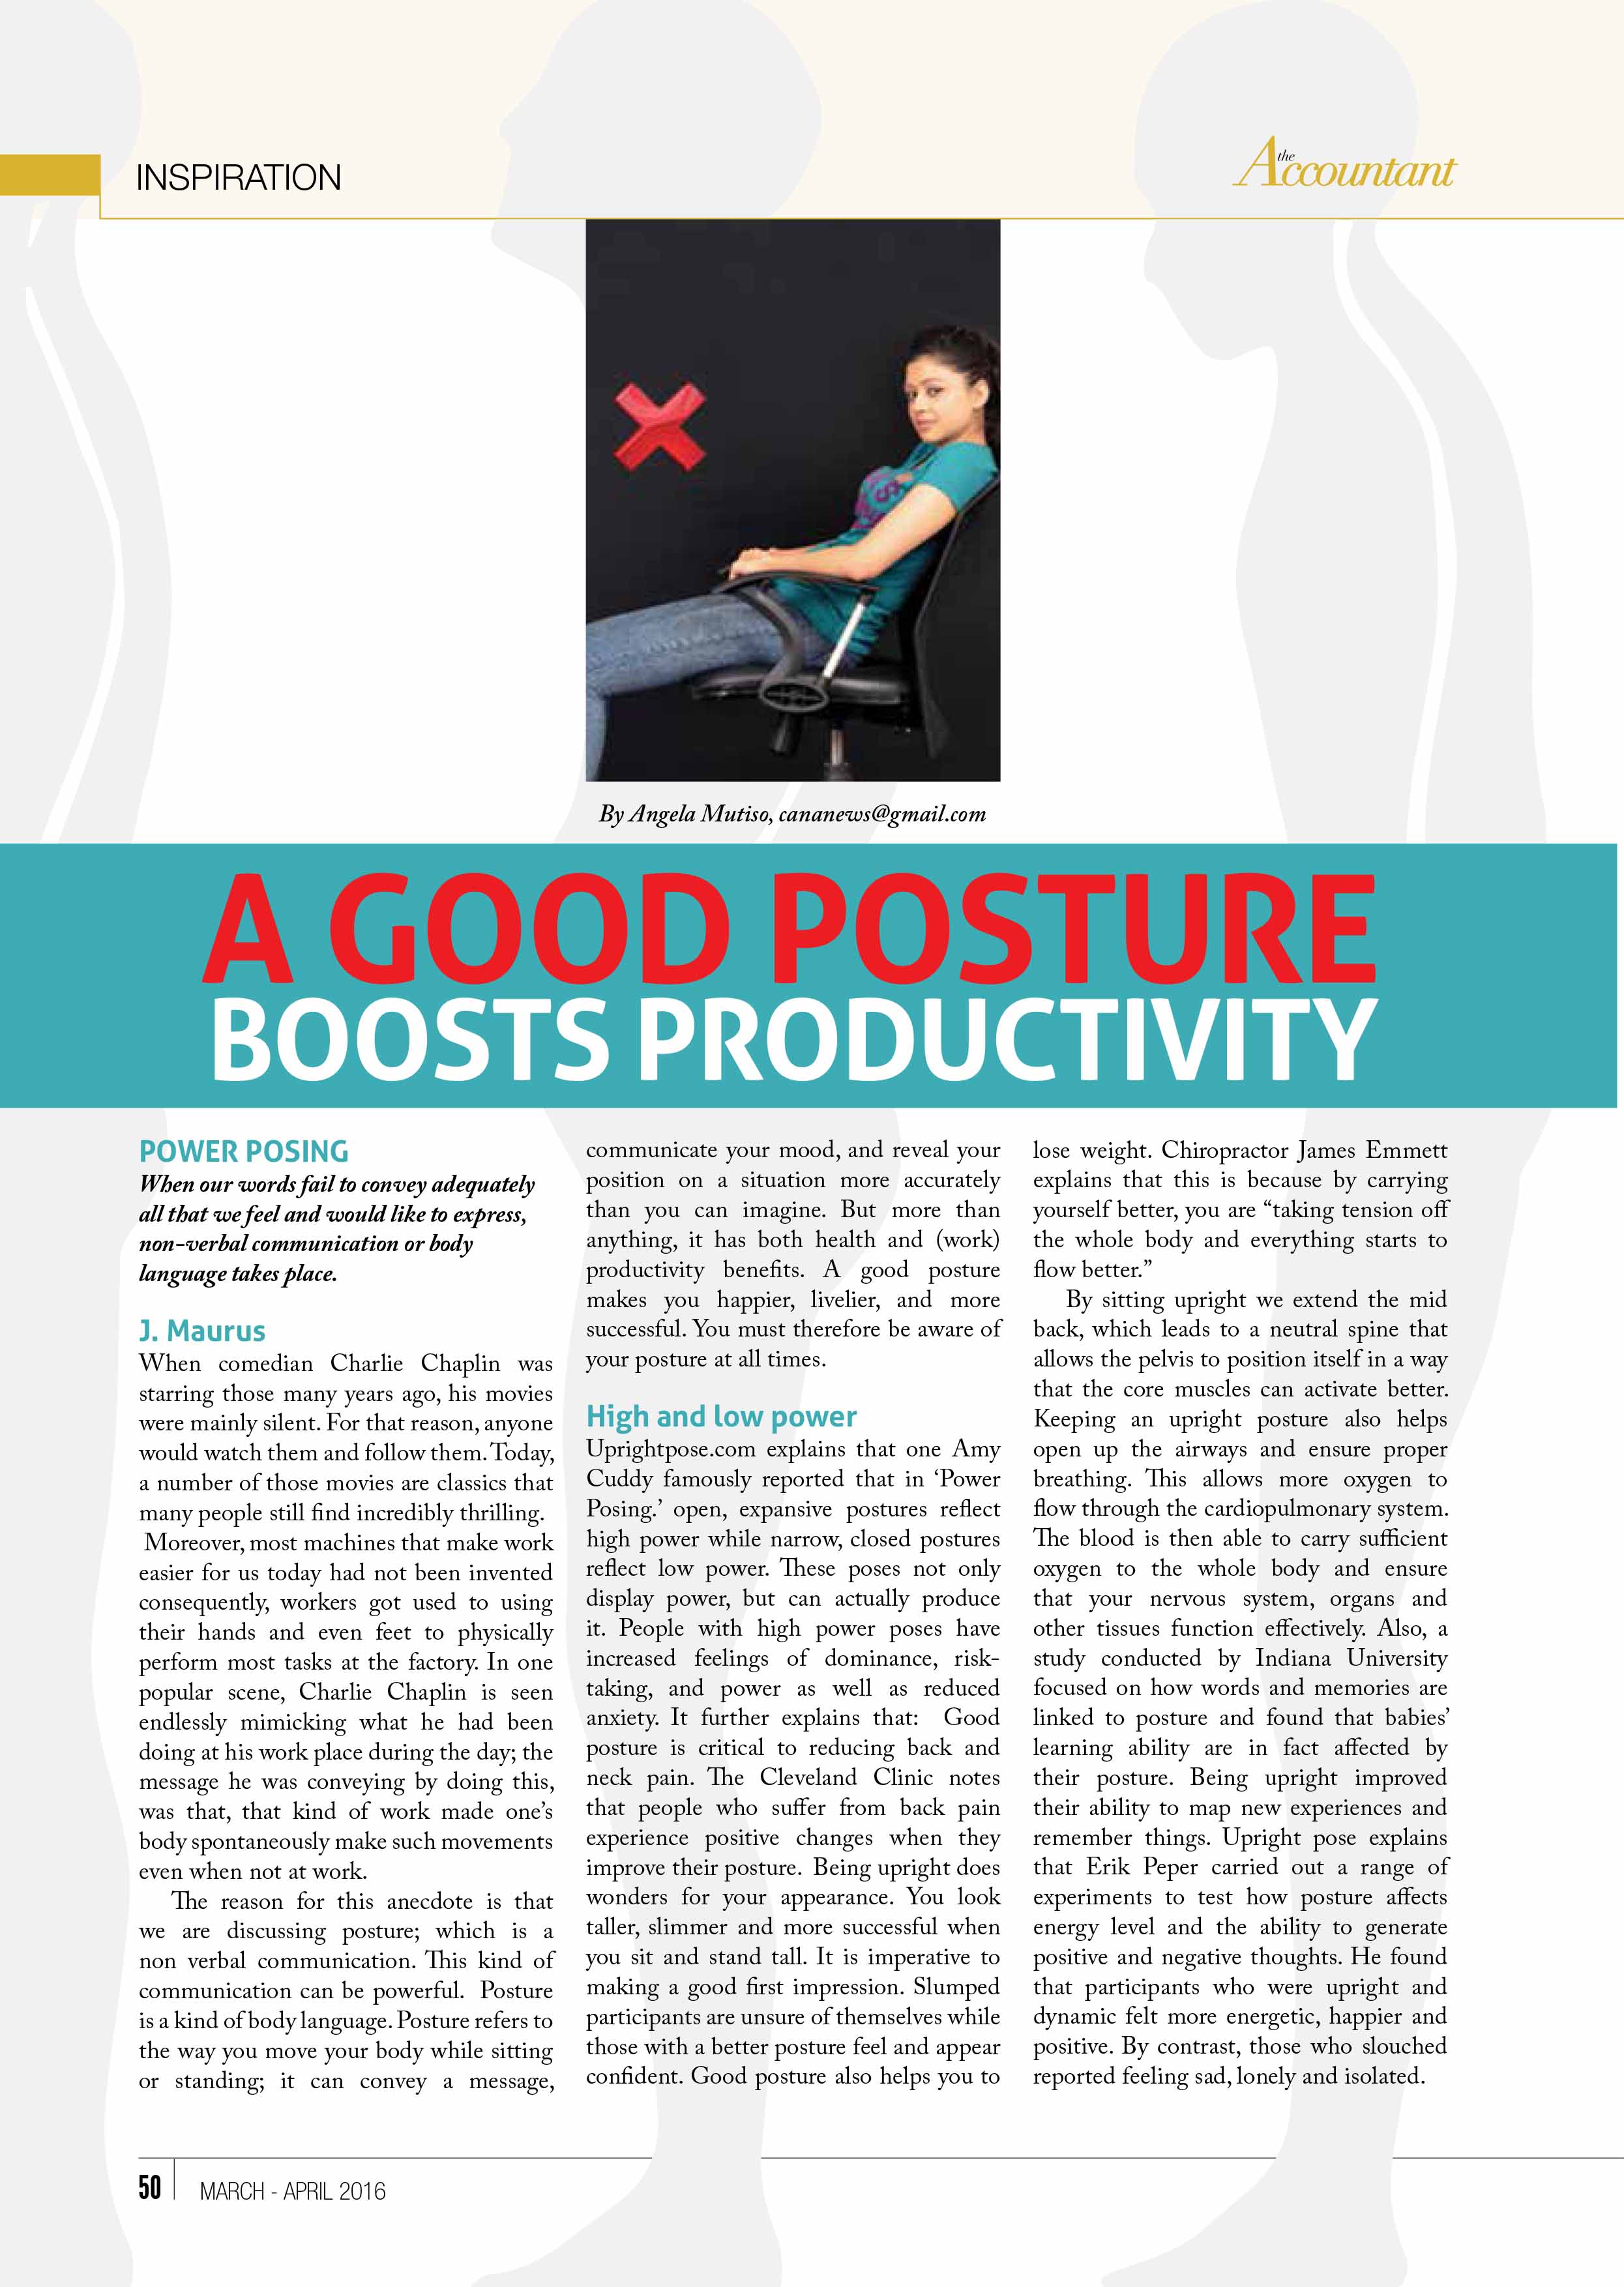 INSPIRATION
the Accountant
By Angela Mutiso, cananews@gmail.com
A GOOD POSTURE
BOOSTS PRODUCTIVITY
POWER POSING
When our words fail to convey adequately
all that we feel and would like to express,
non-verbal communication or body
language takes place.
J. Maurus
When comedian Charlie Chaplin was
starring those many years ago, his movies
were mainly silent. For that reason, anyone
would watch them and follow them. Today,
a number of those movies are classics that
many people still find incredibly thrilling.
Moreover, most machines that make work
easier for us today had not been invented
consequently, workers got used to using
their hands and even feet to physically
perform most tasks at the factory. In one
popular scene, Charlie Chaplin is seen
endlessly mimicking what he had been
doing at his work place during the day; the
message he was conveying by doing this,
was that, that kind of work made one's
body spontaneously make such movements
even when not at work.
The reason for this anecdote is that
we are discussing posture; which is a
non verbal communication. This kind of
communication can be powerful. Posture
is a kind of body language. Posture refers to
the way you move your body while sitting
or standing; it can convey a message,
communicate your mood, and reveal your
position on a situation more accurately
than you can imagine. But more than
anything, it has both health and (work)
productivity benefits. A good posture
makes you happier, livelier, and more
successful. You must therefore be aware of
your posture at all times.
High and low power
Uprightpose.com explains that one Amy
Cuddy famously reported that in ‘Power
Posing.’ open, expansive postures reflect
high power while narrow, closed postures
reflect low power. These poses not only
display power, but can actually produce
it. People with high power poses have
increased feelings of dominance, risk-
taking, and power as well as reduced
anxiety. It further explains that: Good
posture is critical to reducing back and
neck pain. The Cleveland Clinic notes
that people who suffer from back pain
experience positive changes when they
improve their posture. Being upright does
wonders for your appearance. You look
taller, slimmer and more successful when
you sit and stand tall. It is imperative to
making a good first impression. Slumped
participants are unsure of themselves while
those with a better posture feel and appear
confident. Good posture also helps you to
lose weight. Chiropractor James Emmett
explains that this is because by carrying
yourself better, you are “taking tension off
the whole body and everything starts to
flow better.”
By sitting upright we extend the mid
back, which leads to a neutral spine that
allows the pelvis to position itself in a way
that the core muscles can activate better.
Keeping an upright posture also helps
open up the airways and ensure proper
breathing. This allows more oxygen to
flow through the cardiopulmonary system.
The blood is then able to carry sufficient
oxygen to the whole body and ensure
that your nervous system, organs and
other tissues function effectively. Also, a
study conducted by Indiana University
focused on how words and memories are
linked to posture and found that babies’
learning ability are in fact affected by
their posture. Being upright improved
their ability to map new experiences and
remember things. Upright pose explains
that Erik Peper carried out a range of
experiments to test how posture affects
energy level and the ability to generate
positive and negative thoughts. He found
that participants who were upright and
dynamic felt more energetic, happier and
positive. By contrast, those who slouched
reported feeling sad, lonely and isolated.
50
MARCH - APRIL 2016